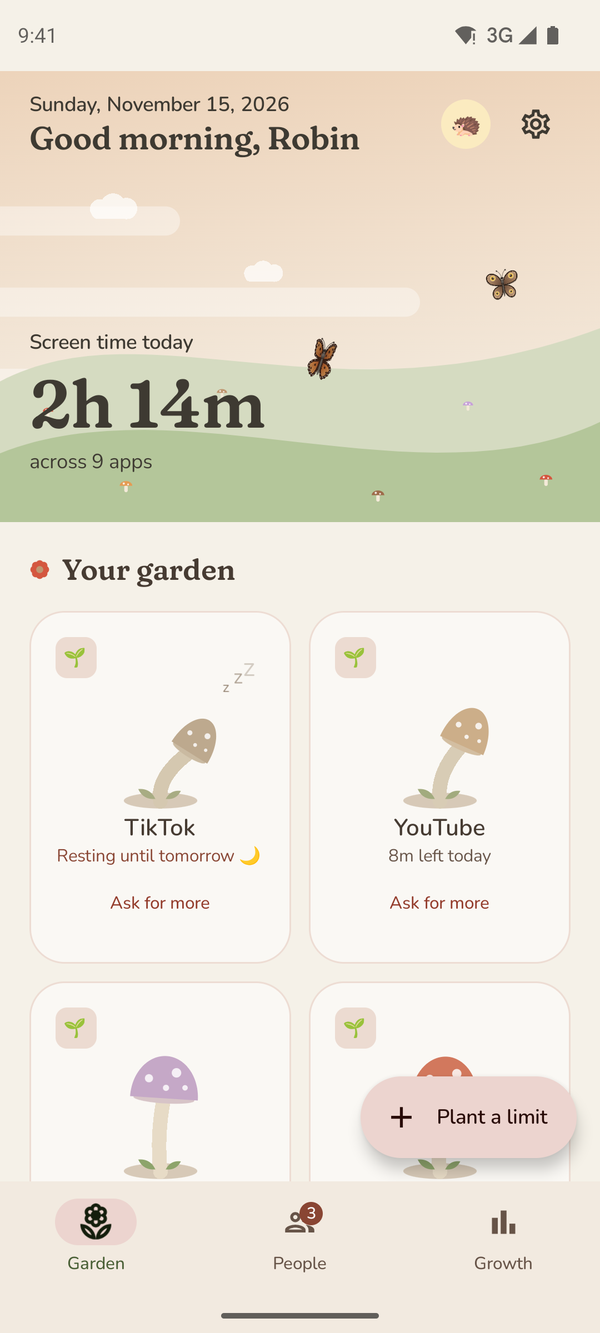 9:41
3G
Sunday, November 15, 2026
Good morning, Robin
Screen time today
2h 14m
across 9 apps
Your garden
z z Z
TikTok
Resting until tomorrow 🌙
Ask for more
YouTube
8m left today
Ask for more
Plant a limit
3
Garden
People
Growth